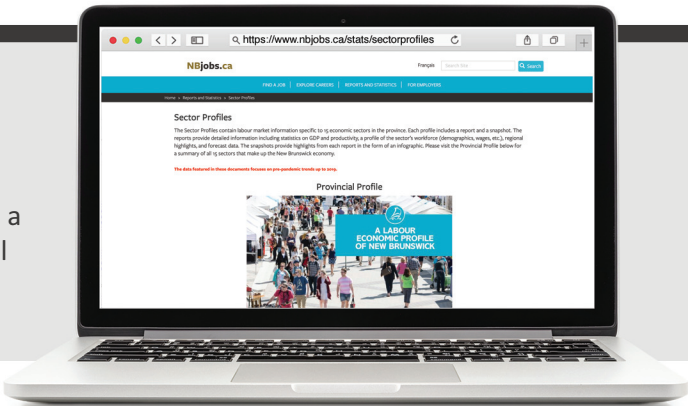 https://www.nbjobs.ca/stats/sectorprofiles
NBjobs.ca
Français
Search this
Search
FIND A JOB
EXPLORE CAREERS
REPORTS AND STATISTICS
FOR EMPLOYERS
Home » Reports and Statistics » Sector Profiles
Sector Profiles
The Sector Profiles contain labour market information specific to 15 economic sectors in the province. Each profile includes a report and a snapshot. The
reports provide detailed information including statistics on GDP and productivity, a profile of the sector's workforce (demographics, wages, etc.), regional
highlights, and forecast data. The snapshots provide highlights from each report in the form of an infographic. Please visit the Provincial Profile below for
a summary of all 15 sectors that make up the New Brunswick economy.
The data featured in these documents focuses on pre-pandemic trends up to 2019.
Provincial Profile
A LABOUR
ECONOMIC PROFILE
OF NEW BRUNSWICK
a
l